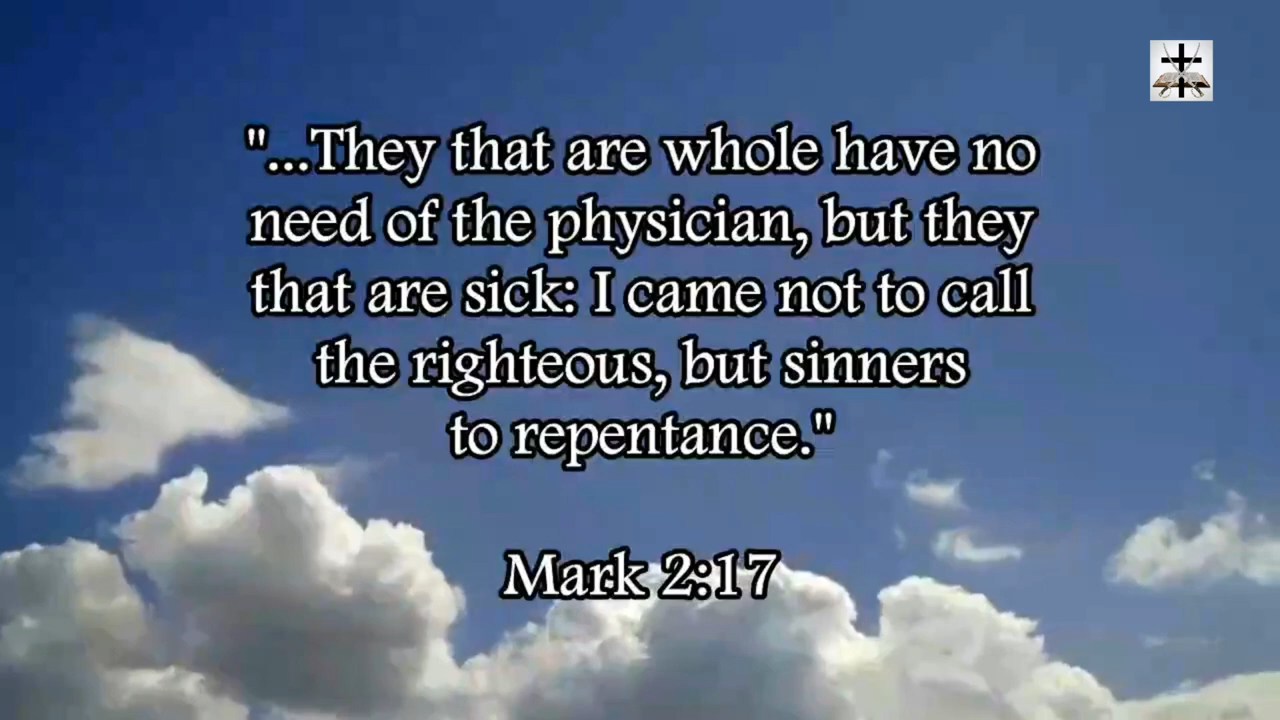 "...They that are whole have no
need of the physician, but they
that are sick: I came not to call
the righteous, but sinners
to repentance."
Mark 2:17